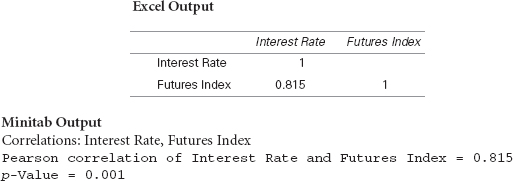 Excel Output
Interest Rate Futures Index
Interest Rate 1
Futures Index 0.815 1
Minitab Output
Correlations: Interest Rate, Futures Index
Pearson correlation of Interest Rate and Futures Index = 0.815
p-Value = 0.001